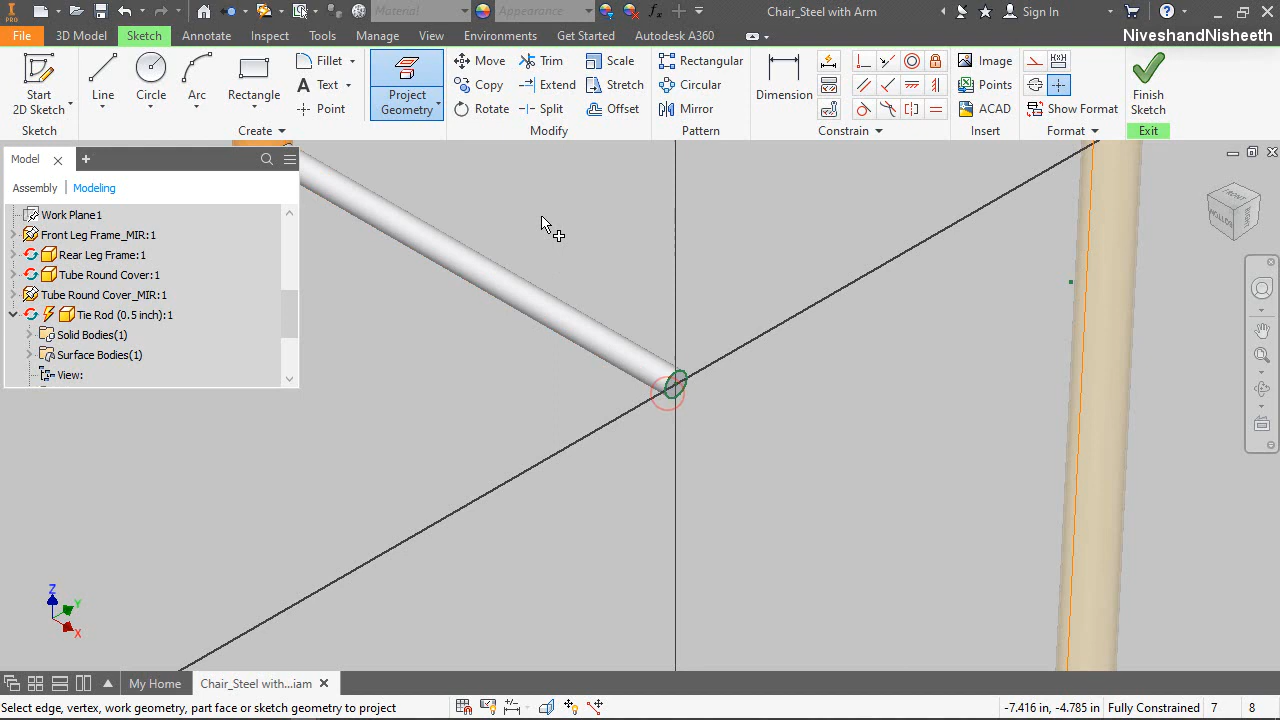 Material Appearance Chair_Steel with Arm Sign In
PRO
File 3D Model Sketch Annotate Inspect Tools Manage View Environments Get Started Autodesk A360 NiveshandNisheeth
Start 2D Sketch Line Circle Arc Rectangle Fillet Text Point Project Geometry Move Copy Rotate Trim Extend Split Scale Stretch Offset Rectangular Circular Mirror Dimension Image Points ACAD Show Format Finish Sketch
Sketch Create Modify Pattern Constrain Insert Format Exit
Model
Assembly Modeling
Work Plane1
Front Leg Frame_MIR:1
Rear Leg Frame:1
Tube Round Cover:1
Tube Round Cover_MIR:1
Tie Rod (0.5 inch):1
Solid Bodies(1)
Surface Bodies(1)
View:
FRONT
BOTTOM
Z
Y
X
My Home Chair_Steel with...iam
Select edge, vertex, work geometry, part face or sketch geometry to project -7.416 in, -4.785 in Fully Constrained 7 8